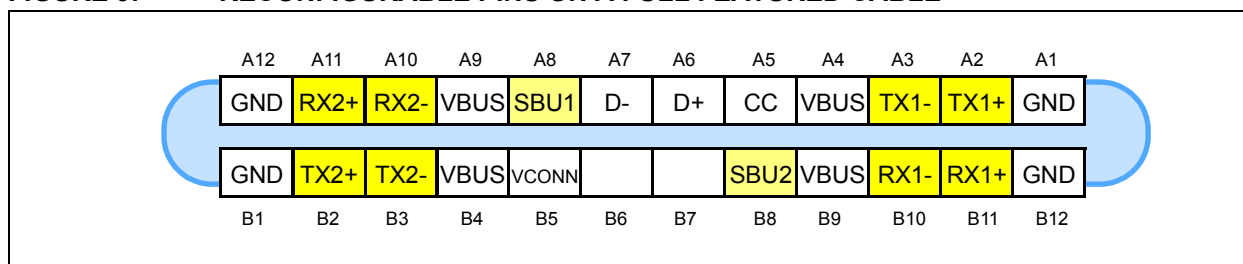 A12 A11 A10 A9 A8 A7 A6 A5 A4 A3 A2 A1
GND RX2+ RX2- VBUS SBU1 D- D+ CC VBUS TX1- TX1+ GND
GND TX2+ TX2- VBUS VCONN SBU2 VBUS RX1- RX1+ GND
B1 B2 B3 B4 B5 B6 B7 B8 B9 B10 B11 B12